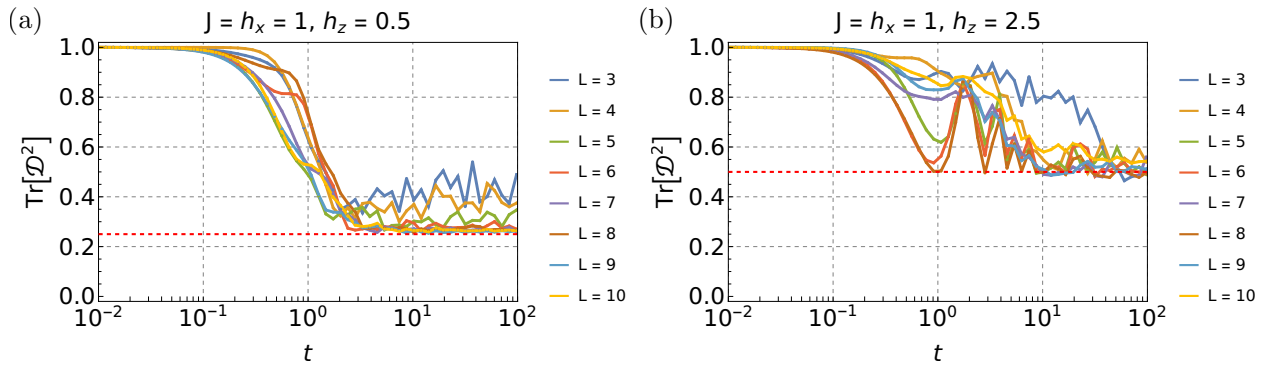 (a)
J = hₓ = 1, h_z = 0.5
Tr[𝒟²]
1.0
0.8
0.6
0.4
0.2
0.0
10⁻²
10⁻¹
10⁰
10¹
10²
t
L = 3
L = 4
L = 5
L = 6
L = 7
L = 8
L = 9
L = 10
(b)
J = hₓ = 1, h_z = 2.5
Tr[𝒟²]
1.0
0.8
0.6
0.4
0.2
0.0
10⁻²
10⁻¹
10⁰
10¹
10²
t
L = 3
L = 4
L = 5
L = 6
L = 7
L = 8
L = 9
L = 10